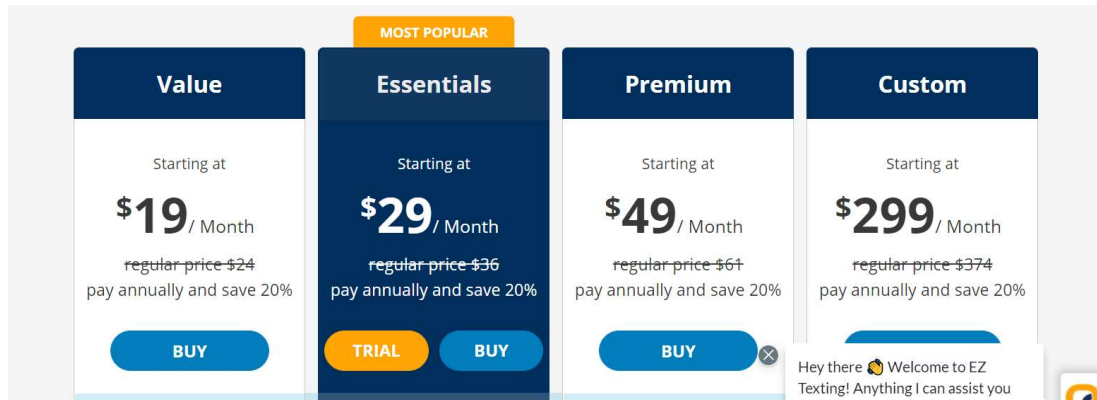 MOST POPULAR
Value
Starting at
$19/ Month
regular price $24
pay annually and save 20%
BUY
Essentials
Starting at
$29/ Month
regular price $36
pay annually and save 20%
TRIAL
BUY
Premium
Starting at
$49/ Month
regular price $61
pay annually and save 20%
BUY
Custom
Starting at
$299/ Month
regular price $374
pay annually and save 20%
Hey there 👏 Welcome to EZ
Texting! Anything I can assist you